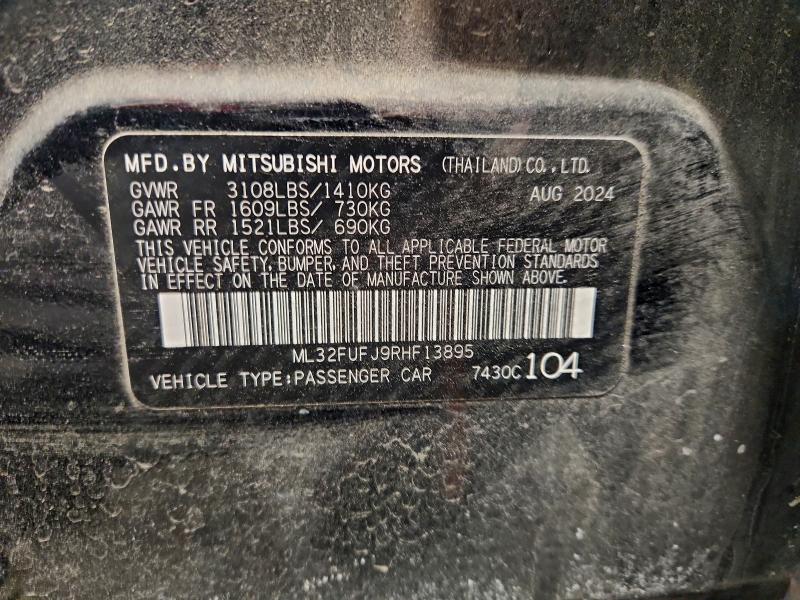 MFD.BY MITSUBISHI MOTORS (THAILAND)CO.,LTD.
GVWR 3108LBS/1410KG AUG 2024
GAWR FR 1609LBS/ 730KG
GAWR RR 1521LBS/ 690KG
THIS VEHICLE CONFORMS TO ALL APPLICABLE FEDERAL MOTOR
VEHICLE SAFETY, BUMPER, AND THEFT PREVENTION STANDARDS
IN EFFECT ON THE DATE OF MANUFACTURE SHOWN ABOVE.
ML32FUFJ9RHF13895
VEHICLE TYPE:PASSENGER CAR 7430C 104